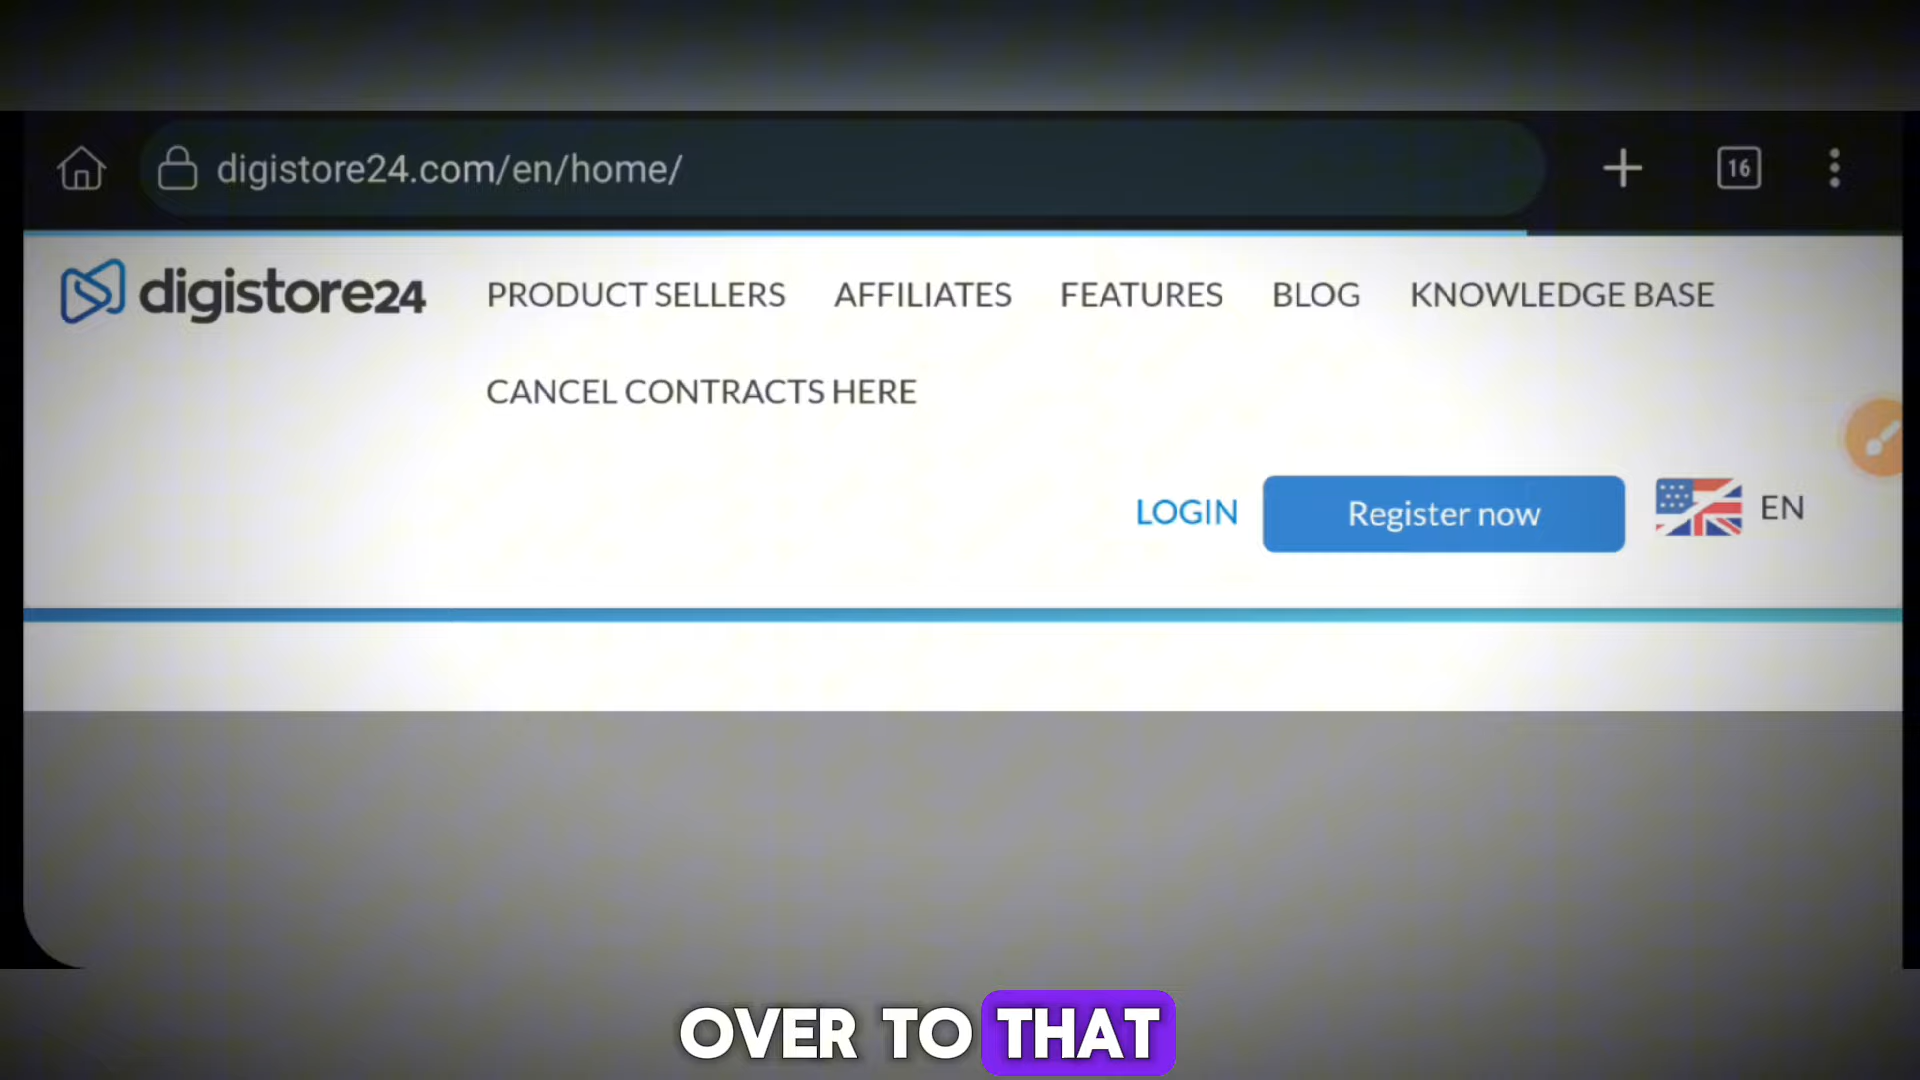 digistore24.com/en/home/
16
digistore24 PRODUCT SELLERS AFFILIATES FEATURES BLOG KNOWLEDGE BASE
CANCEL CONTRACTS HERE
LOGIN Register now EN
OVER TO THAT